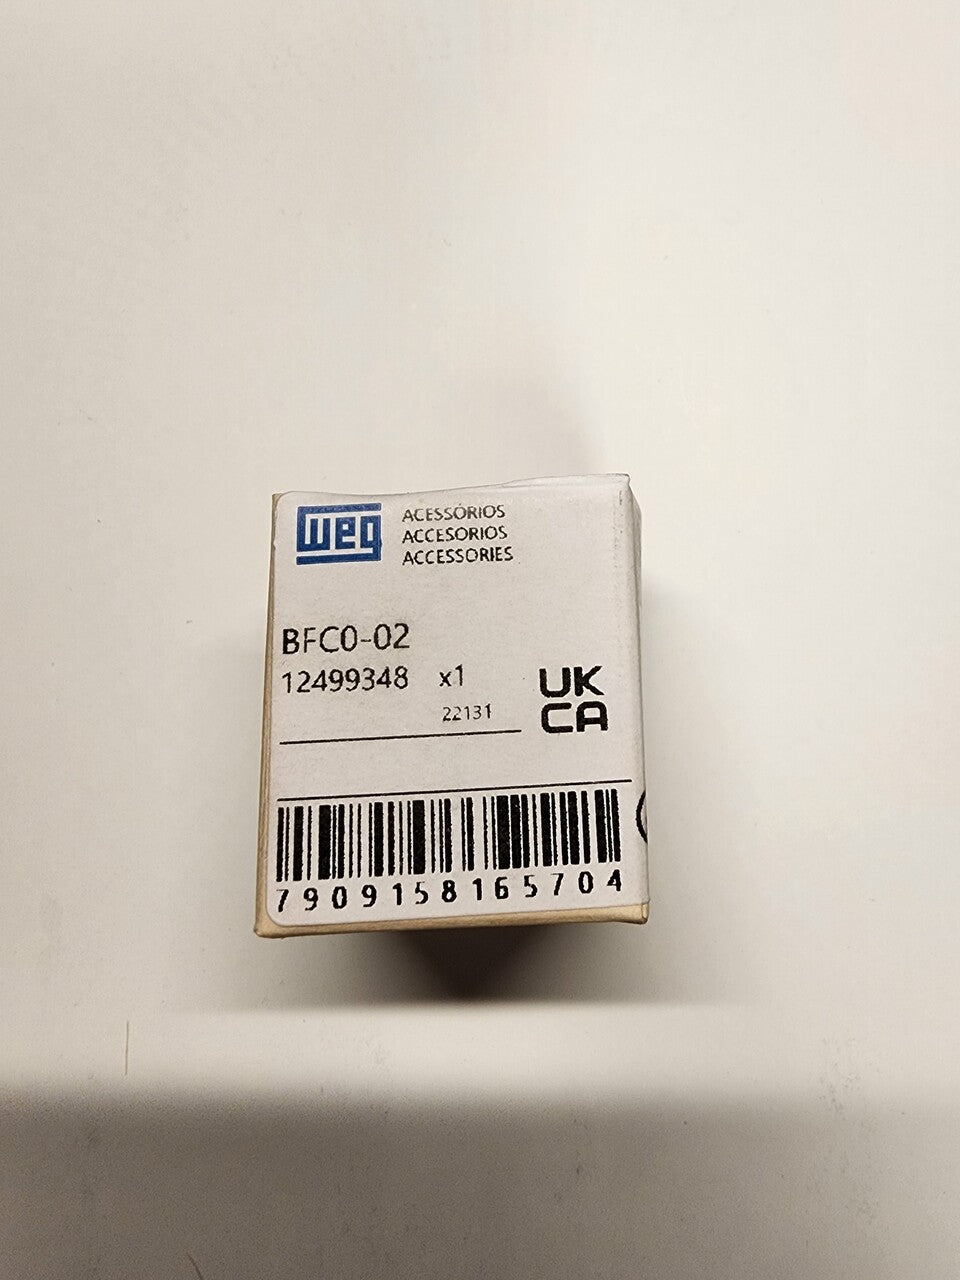 weg
ACESSÓRIOS
ACCESORIOS
ACCESSORIES
BFC0-02
12499348 x1
22131
UK
CA
7909158165704